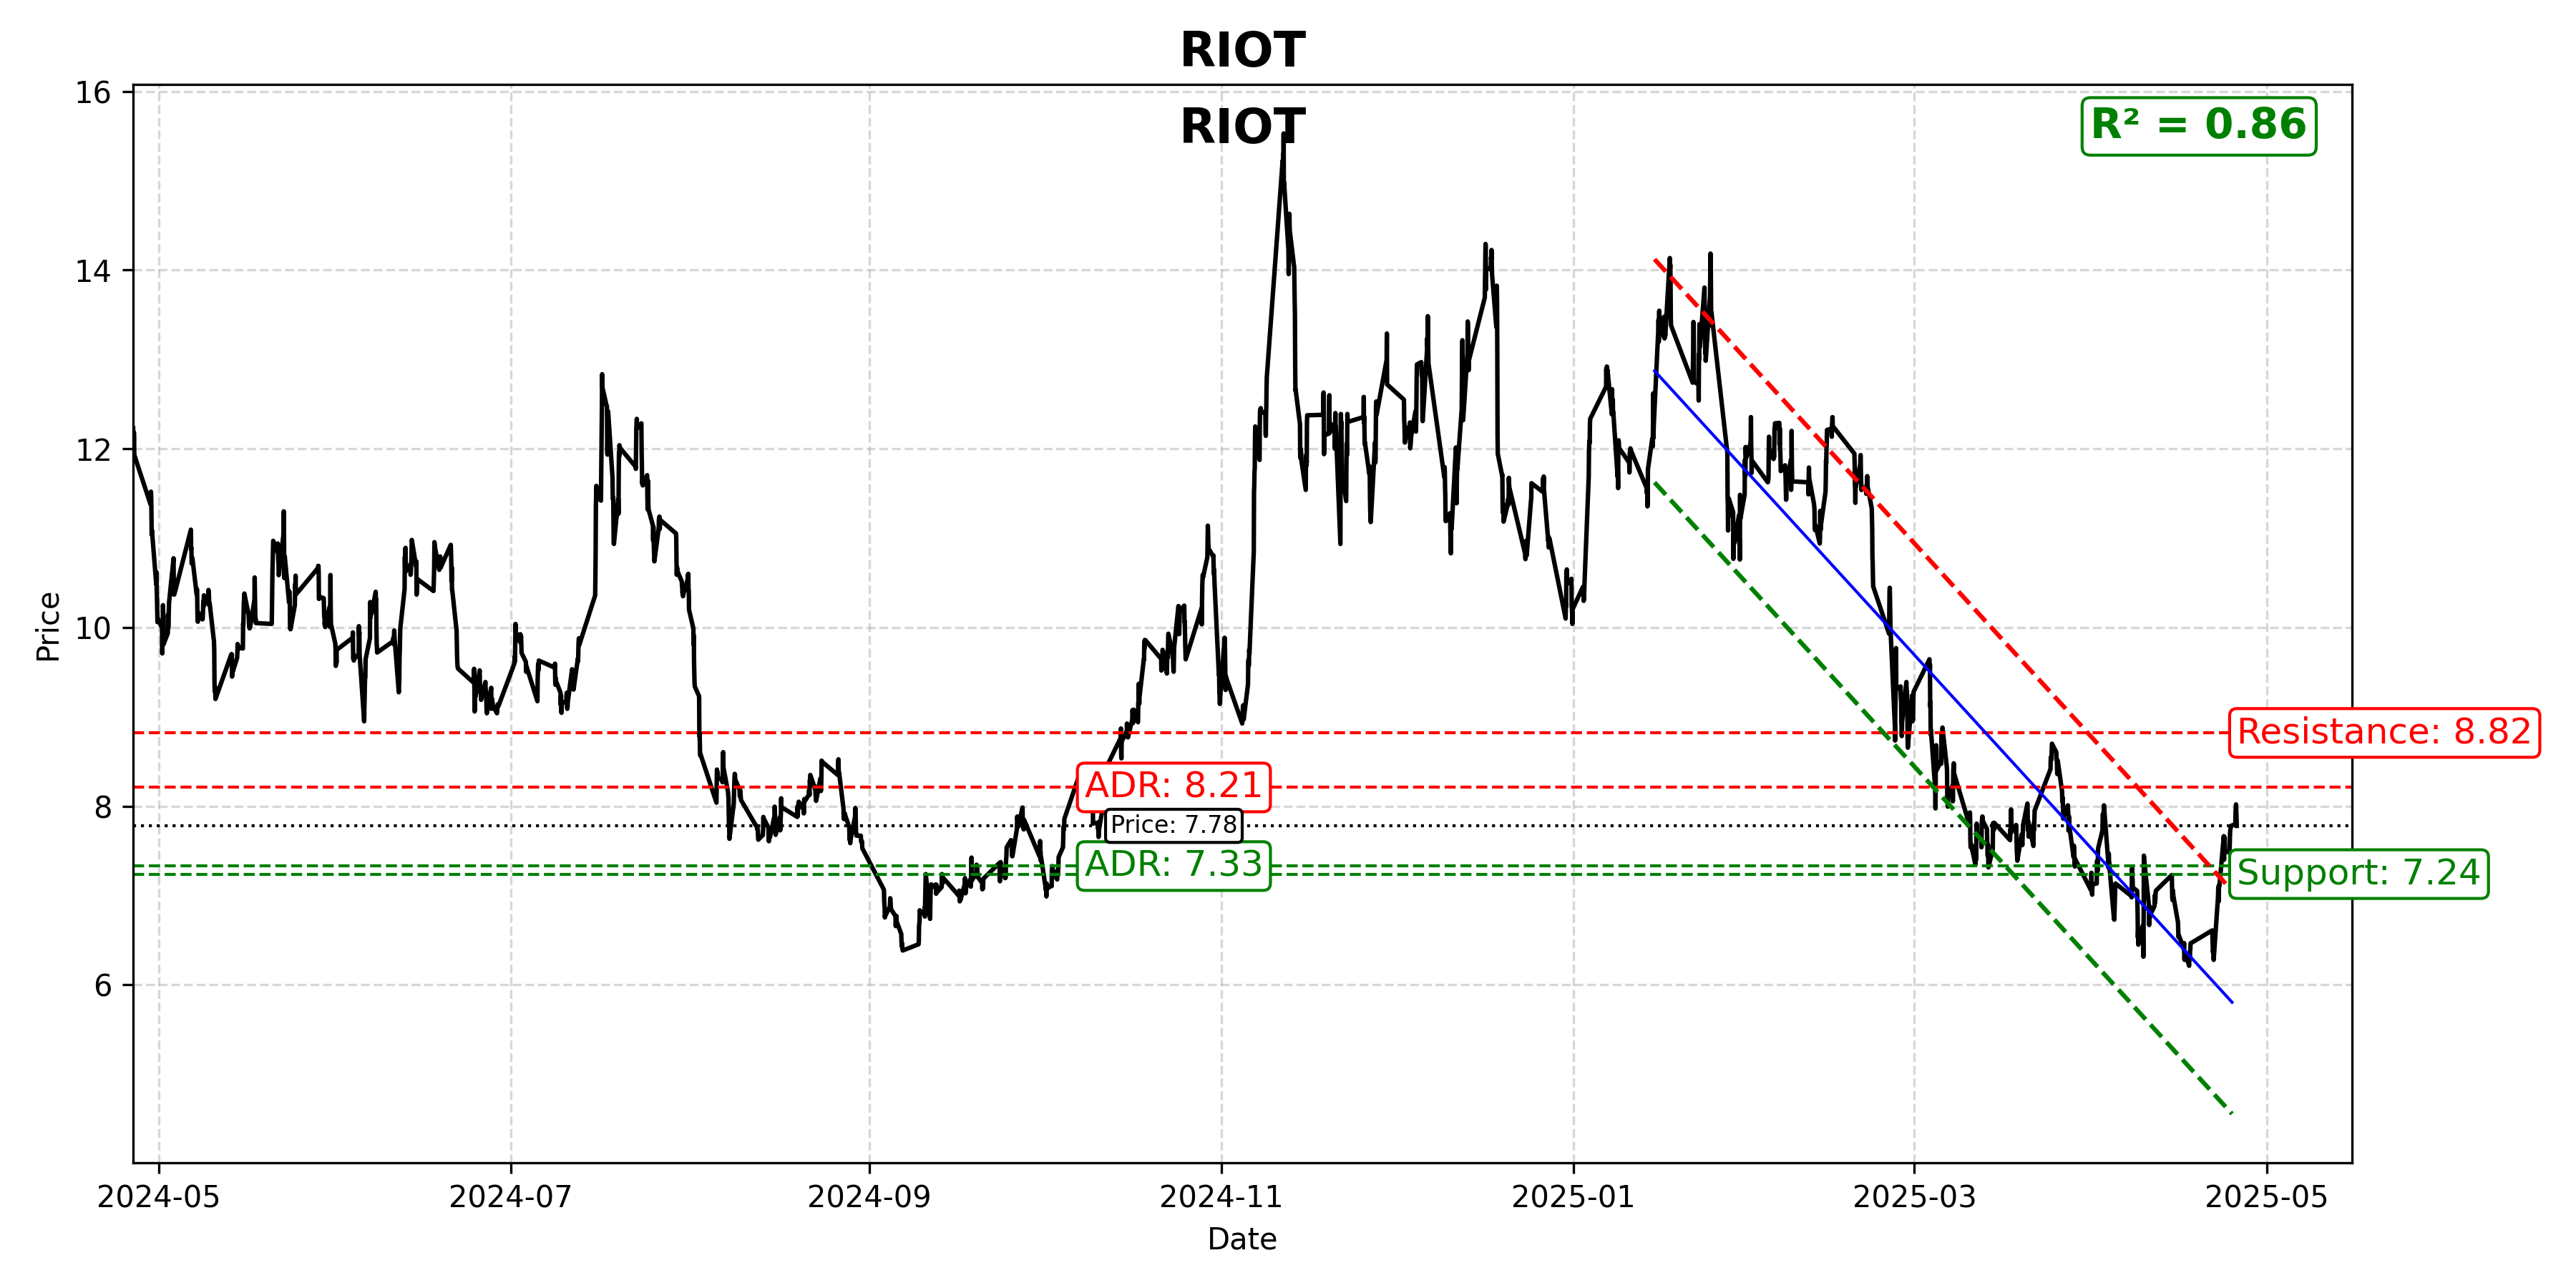 RIOT
RIOT
R² = 0.86
16
14
12
10
8
6
Price
Resistance: 8.82
ADR: 8.21
Price: 7.78
ADR: 7.33
Support: 7.24
2024-05
2024-07
2024-09
2024-11
2025-01
2025-03
2025-05
Date